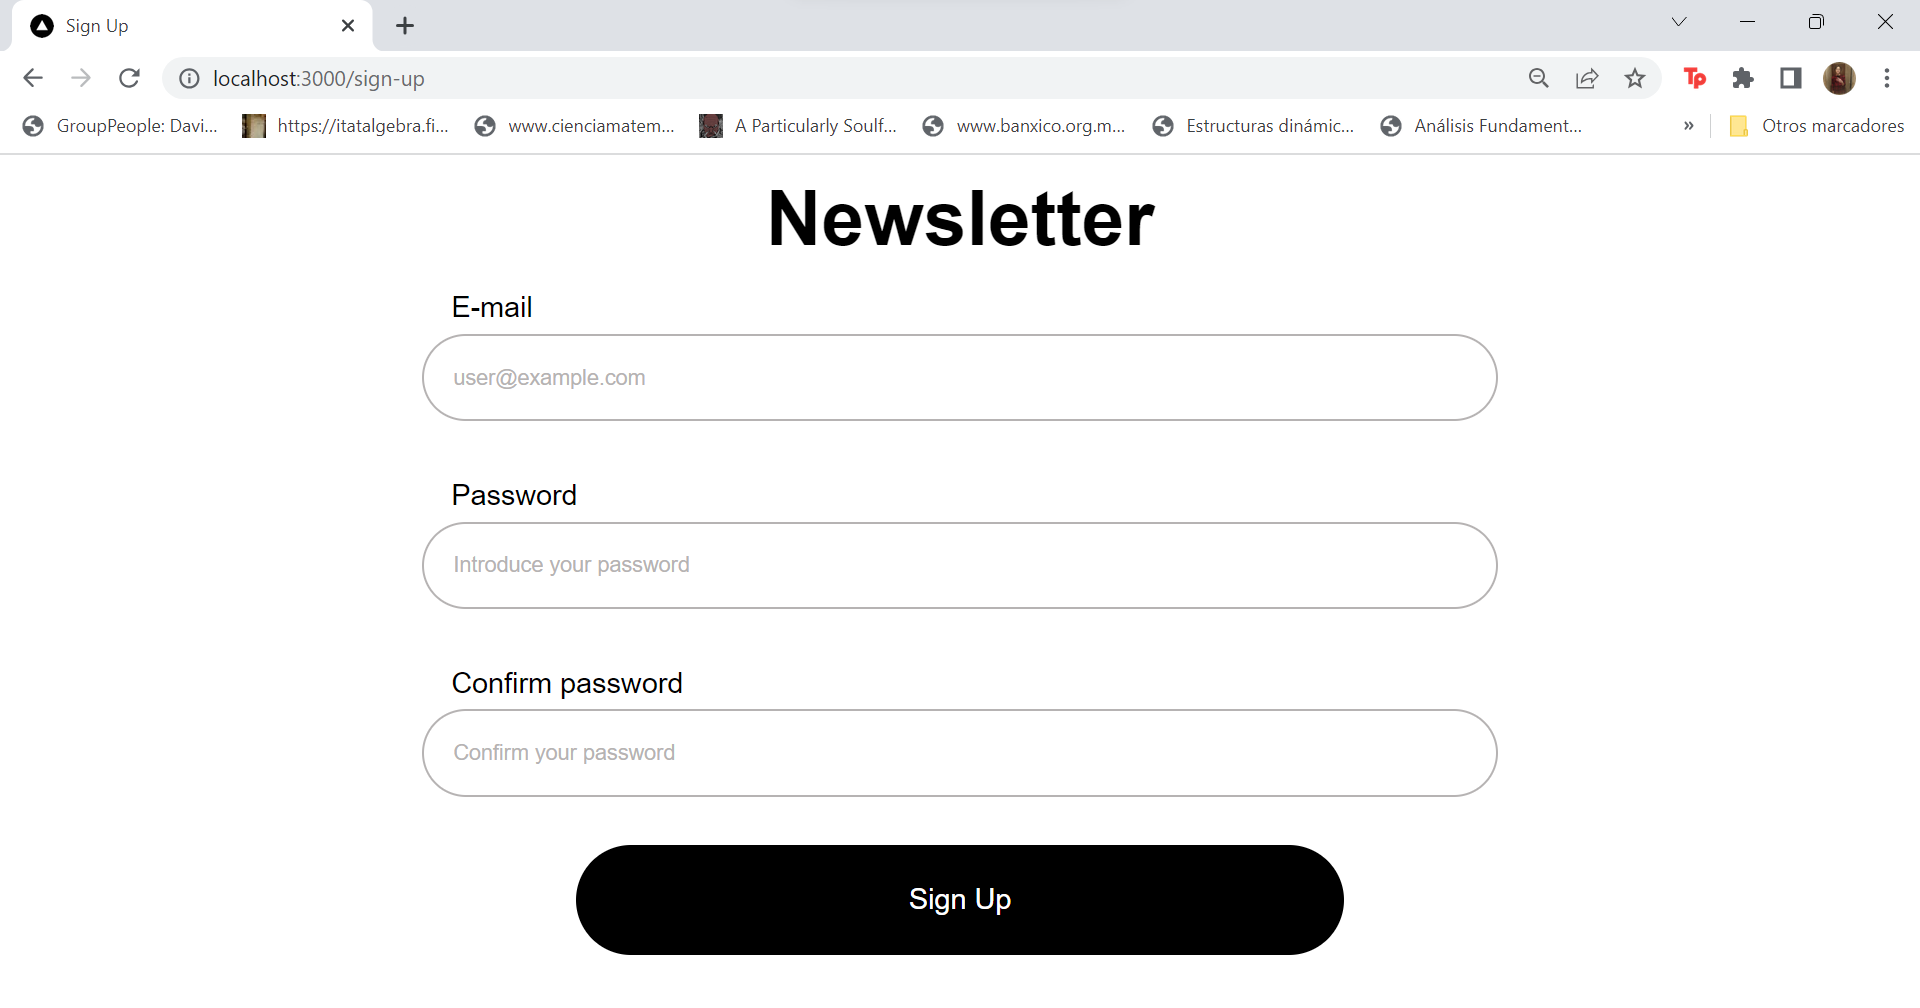 Sign Up
localhost:3000/sign-up
Tp
GroupPeople: Davi...
https://itatalgebra.fi...
www.cienciamatem...
A Particularly Soulf...
www.banxico.org.m...
Estructuras dinámic...
Análisis Fundament...
»
Otros marcadores
Newsletter
E-mail
user@example.com
Password
Introduce your password
Confirm password
Confirm your password
Sign Up